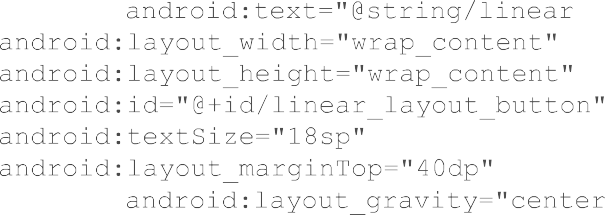 android:text="@string/linear
android:layout_width="wrap_content"
android:layout_height="wrap_content"
android:id="@+id/linear_layout_button"
android:textSize="18sp"
android:layout_marginTop="40dp"
android:layout_gravity="center